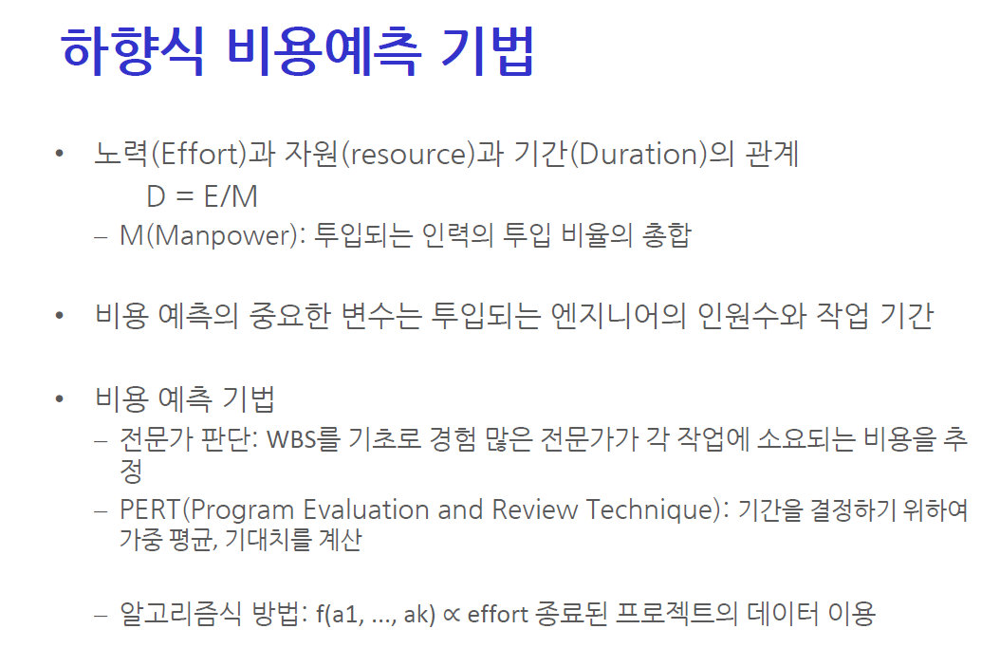 하향식 비용예측 기법
• 노력(Effort)과 자원(resource)과 기간(Duration)의 관계
D = E/M
– M(Manpower): 투입되는 인력의 투입 비율의 총합
• 비용 예측의 중요한 변수는 투입되는 엔지니어의 인원수와 작업 기간
• 비용 예측 기법
– 전문가 판단: WBS를 기초로 경험 많은 전문가가 각 작업에 소요되는 비용을 추
정
– PERT(Program Evaluation and Review Technique): 기간을 결정하기 위하여
가중 평균, 기대치를 계산
– 알고리즘식 방법: f(a1, ..., ak) ∝ effort 종료된 프로젝트의 데이터 이용